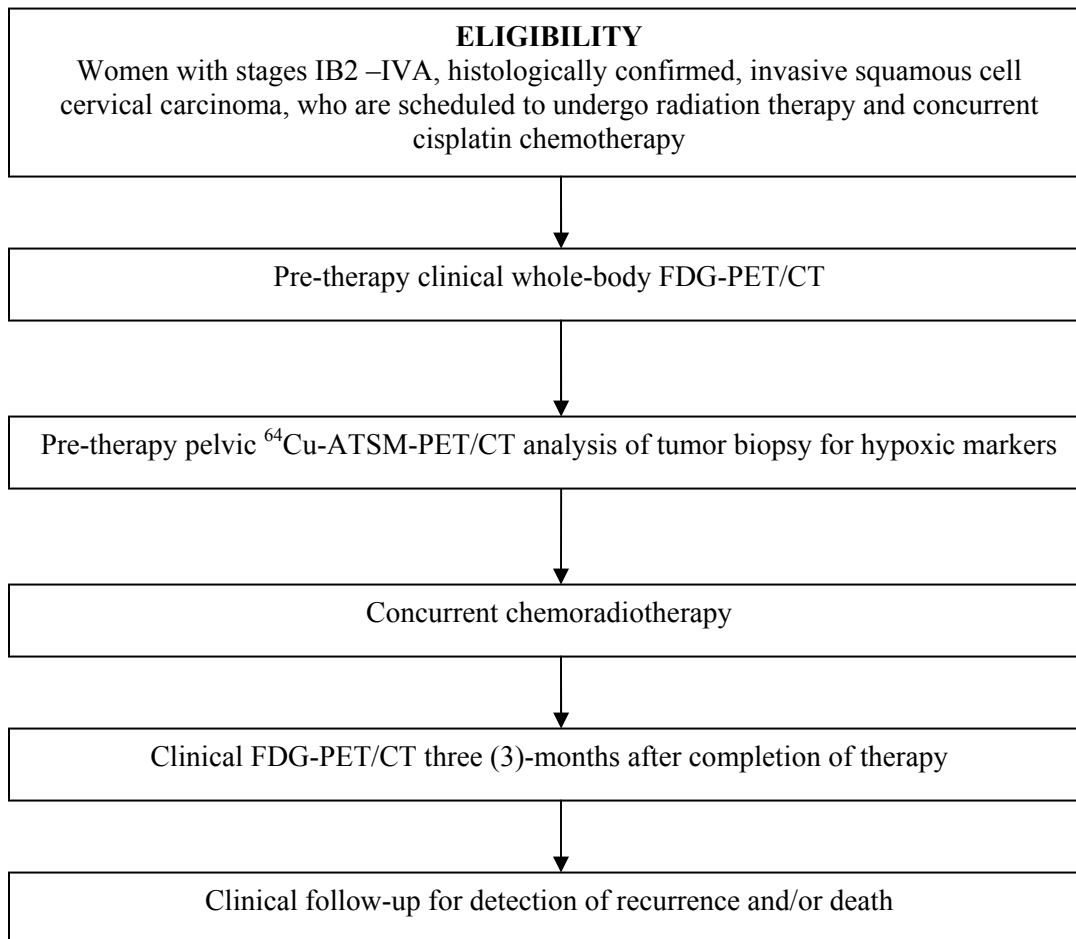 ELIGIBILITY
Women with stages IB2 –IVA, histologically confirmed, invasive squamous cell
cervical carcinoma, who are scheduled to undergo radiation therapy and concurrent
cisplatin chemotherapy
Pre-therapy clinical whole-body FDG-PET/CT
Pre-therapy pelvic ⁶⁴Cu-ATSM-PET/CT analysis of tumor biopsy for hypoxic markers
Concurrent chemoradiotherapy
Clinical FDG-PET/CT three (3)-months after completion of therapy
Clinical follow-up for detection of recurrence and/or death